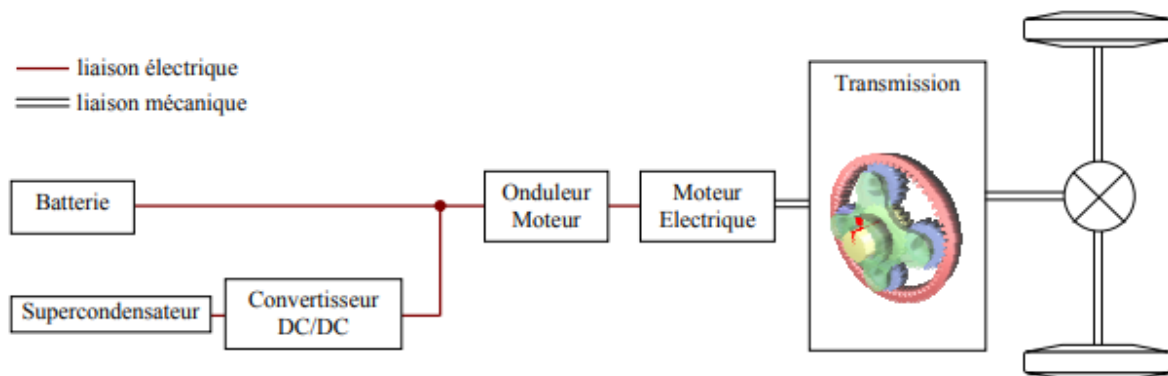 liaison électrique
liaison mécanique
Transmission
Batterie
Onduleur
Moteur
Moteur
Electrique
Supercondensateur
Convertisseur
DC/DC